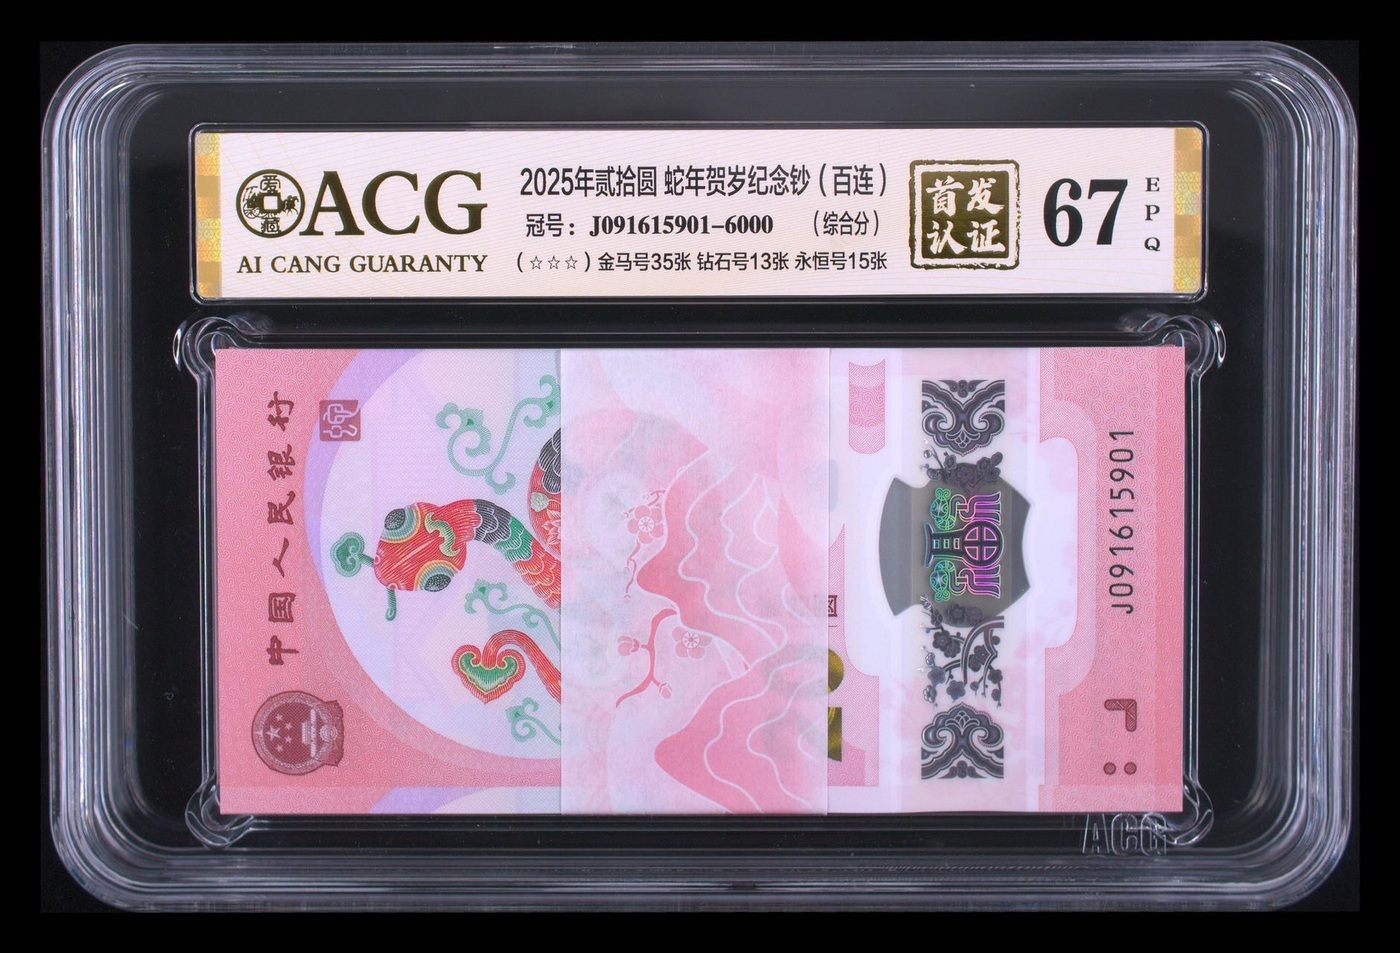 ACG
AI CANG GUARANTY
2025年贰拾圆 蛇年贺岁纪念钞（百连）
冠号：J091615901-6000 （综合分）
（☆☆☆）金马号35张 钻石号13张 永恒号15张
首发
认证
67
EPQ
中国人民银行
J091615901
ACG